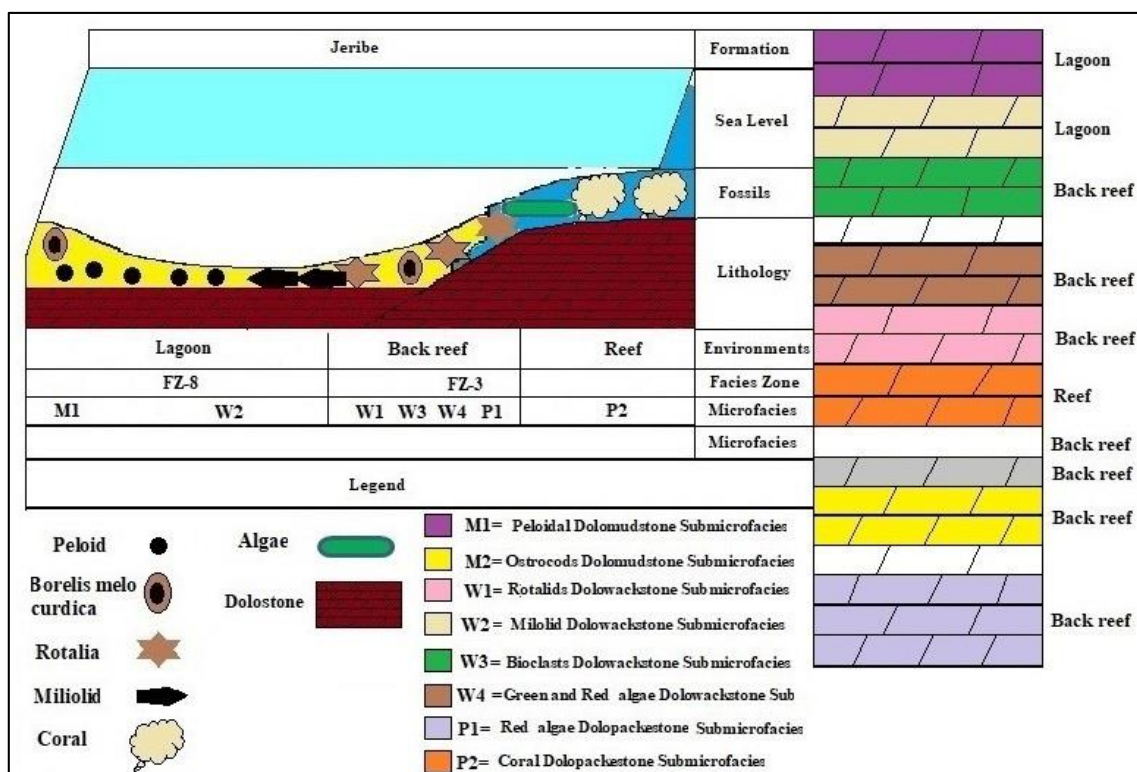 Jeribe
Formation
Sea Level
Fossils
Lithology
Lagoon Back reef Reef Environments
FZ-8 FZ-3 Facies Zone
M1 W2 W1 W3 W4 P1 P2 Microfacies
Microfacies
Legend
Peloid
Borelis melo
curdica
Rotalia
Miliolid
Coral
Algae
Dolostone
M1= Peloidal Dolomudstone Submicrofacies
M2= Ostrocods Dolomudstone Submicrofacies
W1= Rotalids Dolowackstone Submicrofacies
W2= Milolid Dolowackstone Submicrofacies
W3= Bioclasts Dolowackstone Submicrofacies
W4 =Green and Red algae Dolowackstone Sub
P1= Red algae Dolopackestone Submicrofacies
P2= Coral Dolopackestone Submicrofacies
Lagoon
Lagoon
Back reef
Back reef
Back reef
Reef
Back reef
Back reef
Back reef
Back reef